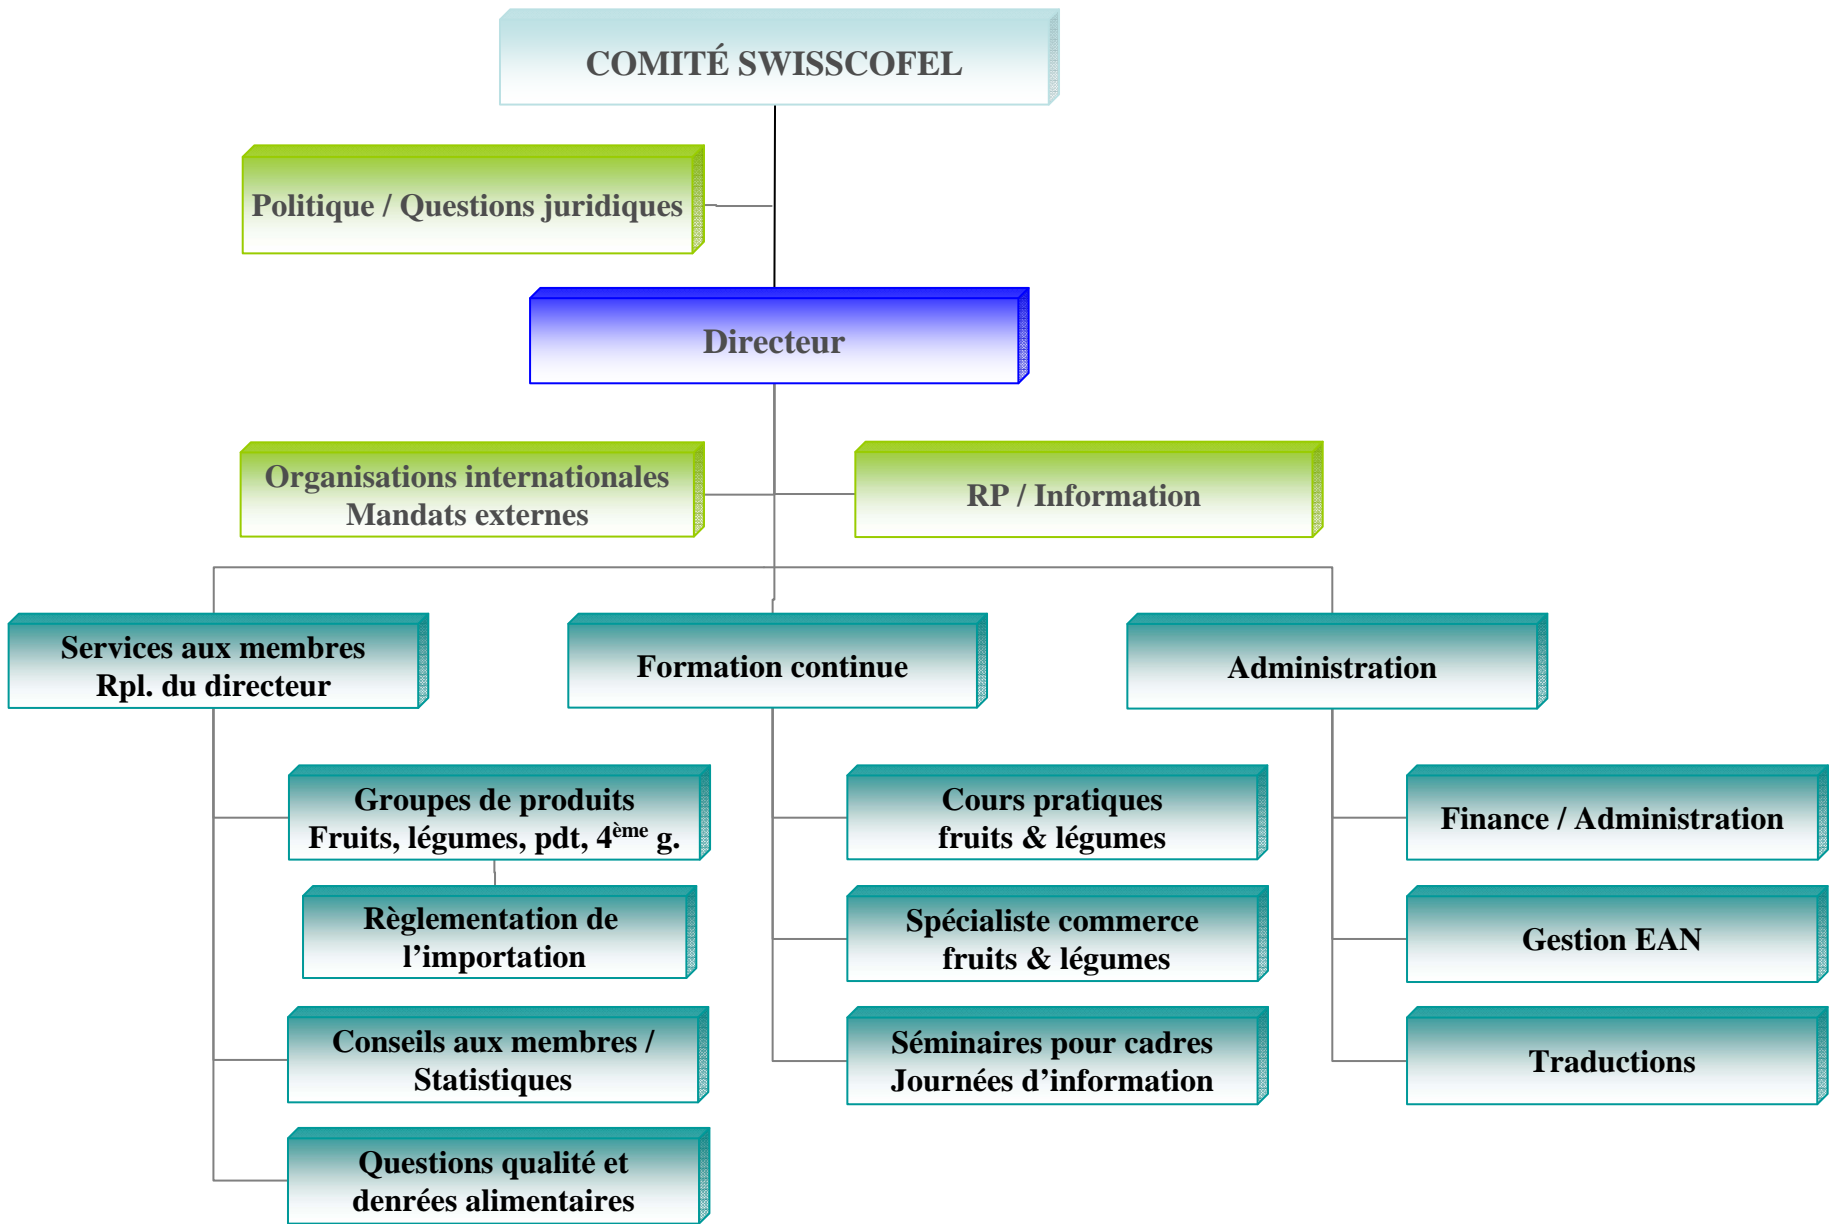 COMITÉ SWISSCOFEL
Politique / Questions juridiques
Directeur
Organisations internationales
Mandats externes
RP / Information
Services aux membres
Rpl. du directeur
Formation continue
Administration
Groupes de produits
Fruits, légumes, pdt, 4ème g.
Règlementation de
l’importation
Conseils aux membres /
Statistiques
Questions qualité et
denrées alimentaires
Cours pratiques
fruits & légumes
Spécialiste commerce
fruits & légumes
Séminaires pour cadres
Journées d’information
Finance / Administration
Gestion EAN
Traductions